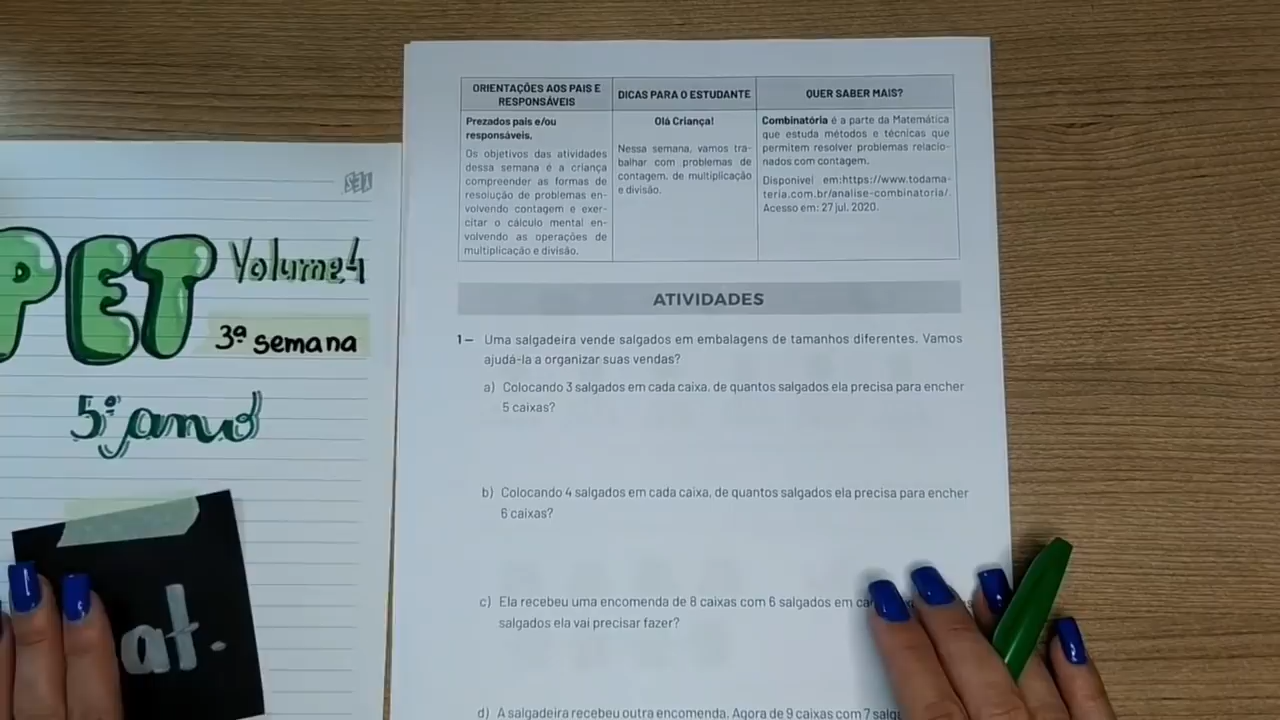 SEA
PET Volume 4
3ª semana
5º ano
at.
ORIENTAÇÕES AOS PAIS E
RESPONSÁVEIS
Prezados pais e/ou
responsáveis.
Os objetivos das atividades
dessa semana é a criança
compreender as formas de
resolução de problemas en-
volvendo contagem e exer-
citar o cálculo mental en-
volvendo as operações de
multiplicação e divisão.
DICAS PARA O ESTUDANTE
Olá Criança!
Nessa semana, vamos tra-
balhar com problemas de
contagem, de multiplicação
e divisão.
QUER SABER MAIS?
Combinatória é a parte da Matemática
que estuda métodos e técnicas que
permitem resolver problemas relacio-
nados com contagem.
Disponível em:https://www.todama-
teria.com.br/analise-combinatoria/.
Acesso em: 27 jul. 2020.
ATIVIDADES
1– Uma salgadeira vende salgados em embalagens de tamanhos diferentes. Vamos
ajudá-la a organizar suas vendas?
a) Colocando 3 salgados em cada caixa, de quantos salgados ela precisa para encher
5 caixas?
b) Colocando 4 salgados em cada caixa, de quantos salgados ela precisa para encher
6 caixas?
c) Ela recebeu uma encomenda de 8 caixas com 6 salgados em
salgados ela vai precisar fazer?
d) A salgadeira recebeu outra encomenda. Agora de 9 caixas com 7